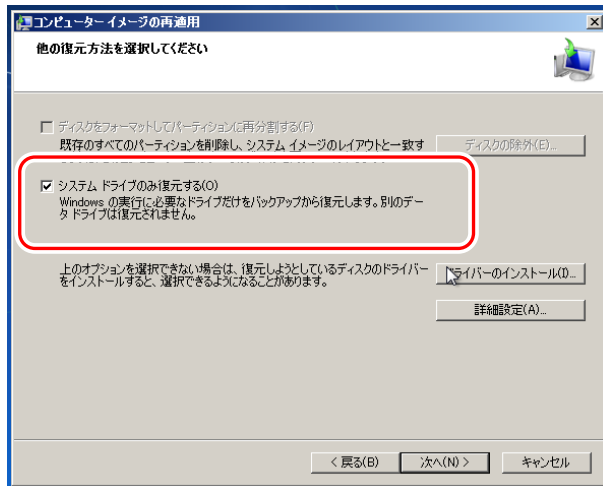 コンピューター イメージの再適用
他の復元方法を選択してください
ディスクをフォーマットしてパーティションに再分割する(F)
既存のすべてのパーティションを削除し、システム イメージのレイアウトと一致す
ディスクの除外(E)...
システム ドライブのみ復元する(O)
Windows の実行に必要なドライブだけをバックアップから復元します。別のデー
タ ドライブは復元されません。
上のオプションを選択できない場合は、復元しようとしているディスクのドライバー
をインストールすると、選択できるようになることがあります。
ライバーのインストール(I)...
詳細設定(A)...
< 戻る(B)
次へ(N) >
キャンセル